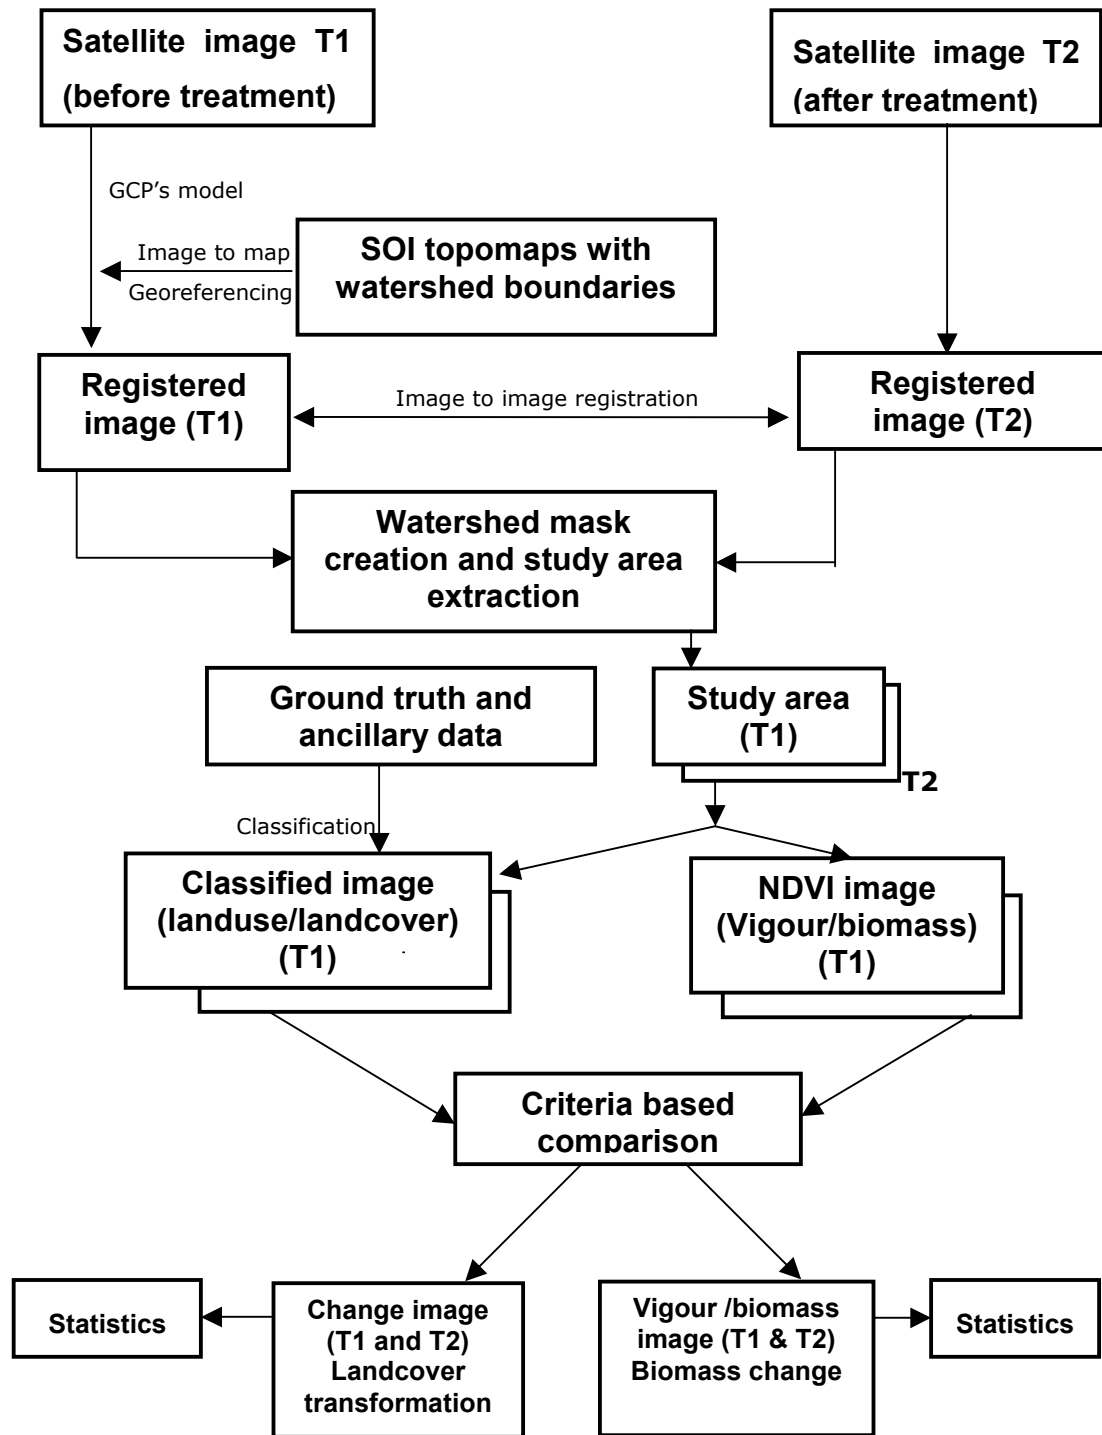 Satellite image T1
(before treatment)
Satellite image T2
(after treatment)
GCP's model
Image to map
Georeferencing
SOI topomaps with
watershed boundaries
Registered
image (T1)
Image to image registration
Registered
image (T2)
Watershed mask
creation and study area
extraction
Ground truth and
ancillary data
Study area
(T1)
T2
Classification
Classified image
(landuse/landcover)
(T1)
NDVI image
(Vigour/biomass)
(T1)
Criteria based
comparison
Statistics
Change image
(T1 and T2)
Landcover
transformation
Vigour /biomass
image (T1 & T2)
Biomass change
Statistics